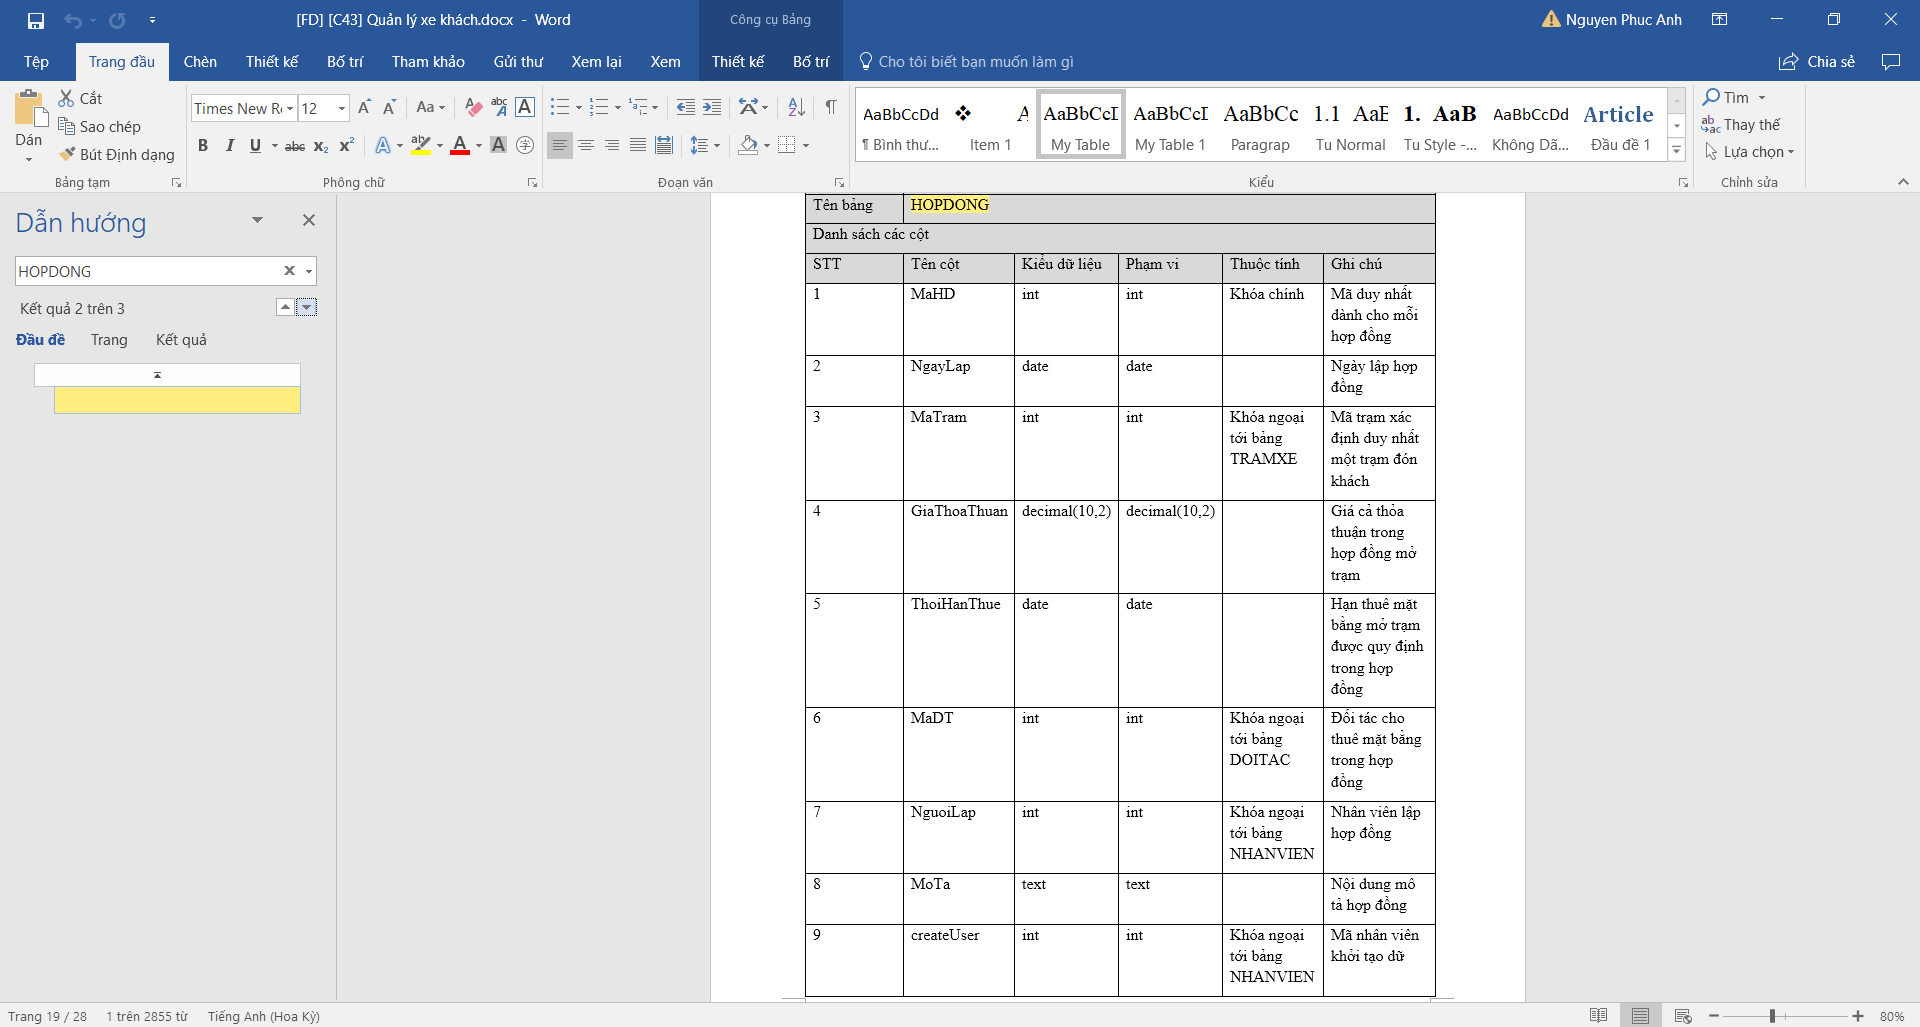 [FD] [C43] Quản lý xe khách.docx - Word
Công cụ Bảng
Nguyen Phuc Anh
Tệp Trang đầu Chèn Thiết kế Bố trí Tham khảo Gửi thư Xem lại Xem Thiết kế Bố trí Cho tôi biết bạn muốn làm gì Chia sẻ
Dán
Cắt
Sao chép
Bút Định dạng
Bảng tạm
12
Aa
abc
A
B I U abc x₂ x² A aby A A 字
Phông chữ
Đoạn văn
AaBbCcDd
¶ Bình thư...
Item 1
AaBbCcI
My Table
AaBbCcI
My Table 1
AaBbCc
Paragrap
1.1 AaE
Tu Normal
1. AaB
Tu Style -...
AaBbCcDd
Không Dã...
Article
Đầu đề 1
Kiểu
Tìm
Thay thế
Lựa chọn
Chỉnh sửa
Dẫn hướng
HOPDONG
Kết quả 2 trên 3
Đầu đề Trang Kết quả
Tên bảng HOPDONG
Danh sách các cột
STT Tên cột Kiểu dữ liệu Phạm vi Thuộc tính Ghi chú
1 MaHD int int Khóa chính Mã duy nhất
dành cho mỗi
hợp đồng
2 NgayLap date date Ngày lập hợp
đồng
3 MaTram int int Khóa ngoại Mã trạm xác
tới bảng định duy nhất
TRAMXE một trạm đón
khách
4 GiaThoaThuan decimal(10,2) decimal(10,2) Giá cả thỏa
thuận trong
hợp đồng mở
trạm
5 ThoiHanThue date date Hạn thuê mặt
bằng mở trạm
được quy định
trong hợp
đồng
6 MaDT int int Khóa ngoại Đối tác cho
tới bảng thuê mặt bằng
DOITAC trong hợp
đồng
7 NguoiLap int int Khóa ngoại Nhân viên lập
tới bảng hợp đồng
NHANVIEN
8 MoTa text text Nội dung mô
tả hợp đồng
9 createUser int int Khóa ngoại Mã nhân viên
tới bảng khởi tạo dữ
NHANVIEN
Trang 19 / 28 1 trên 2855 từ Tiếng Anh (Hoa Kỳ) 80%